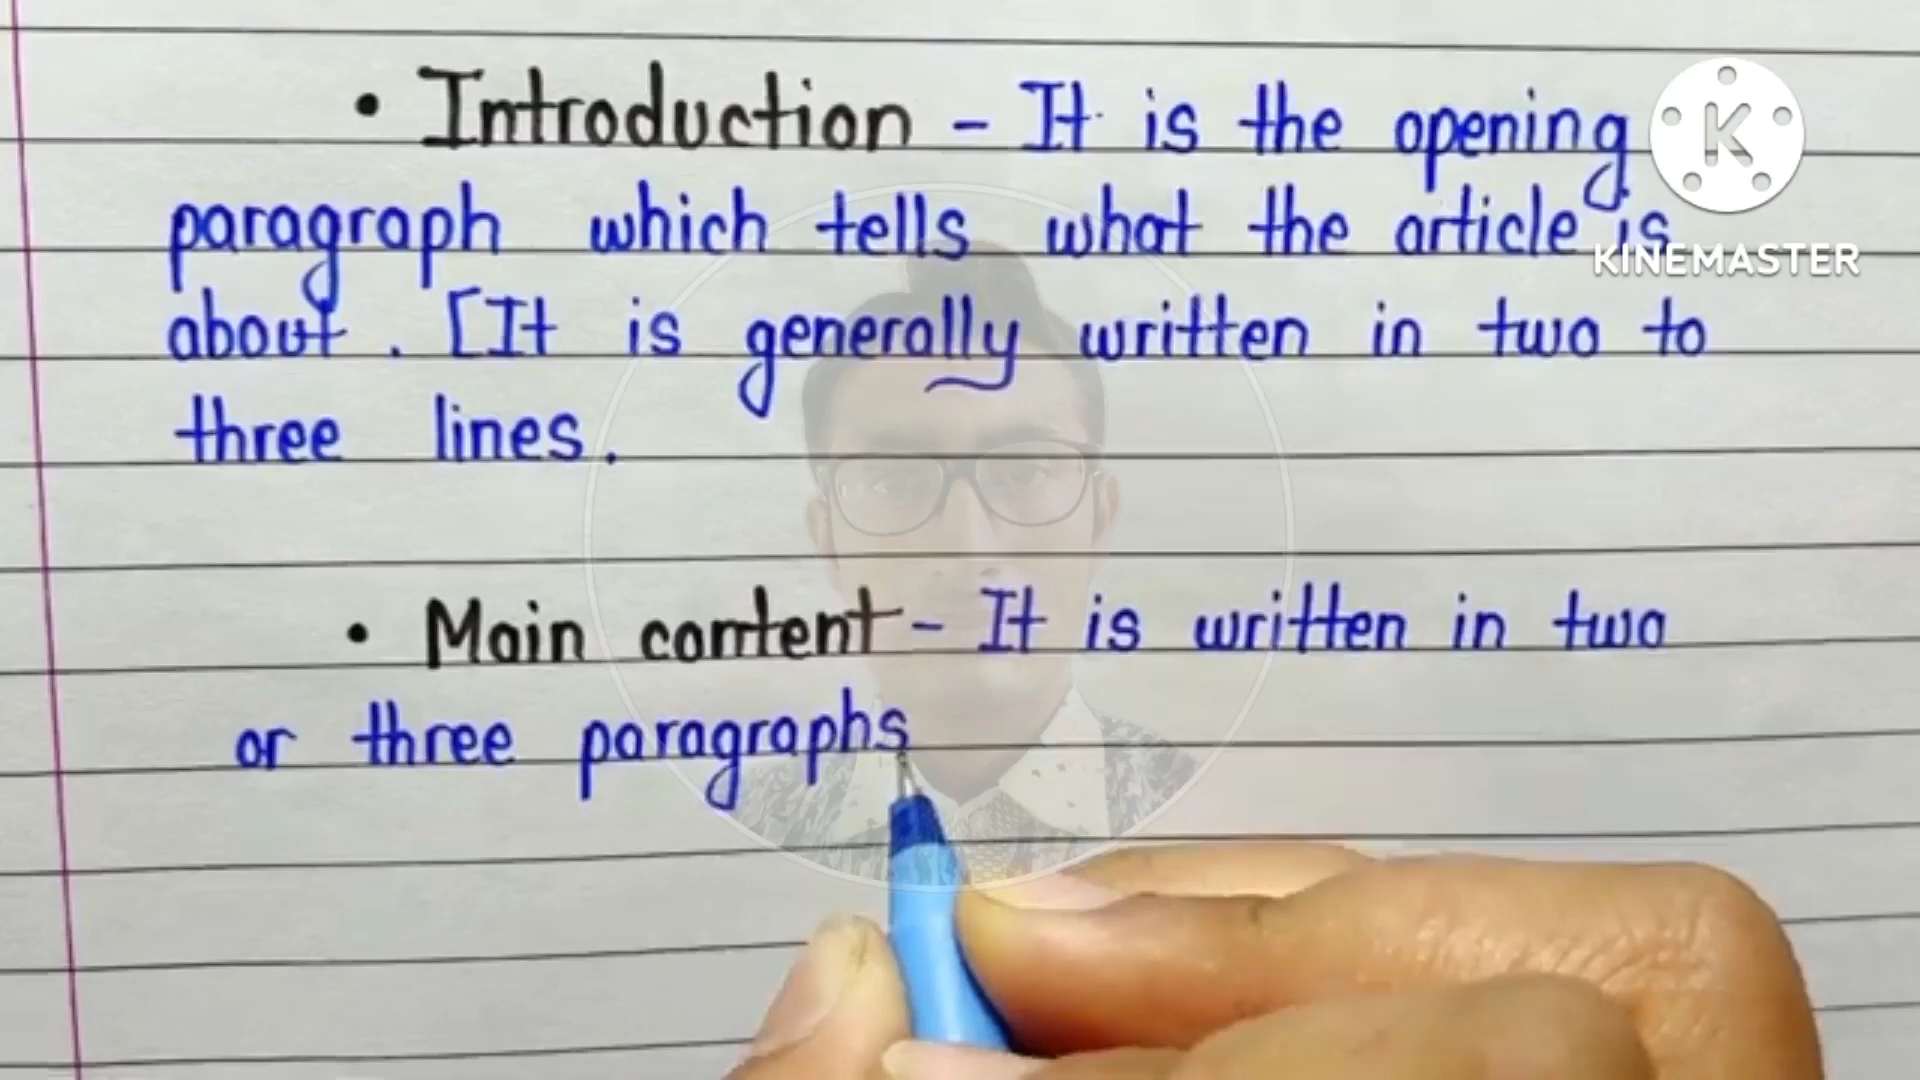 • Introduction - It is the opening
paragraph which tells what the article is
about. [It is generally written in two to
three lines.
• Main content - It is written in two
or three paragraphs
K
KINEMASTER